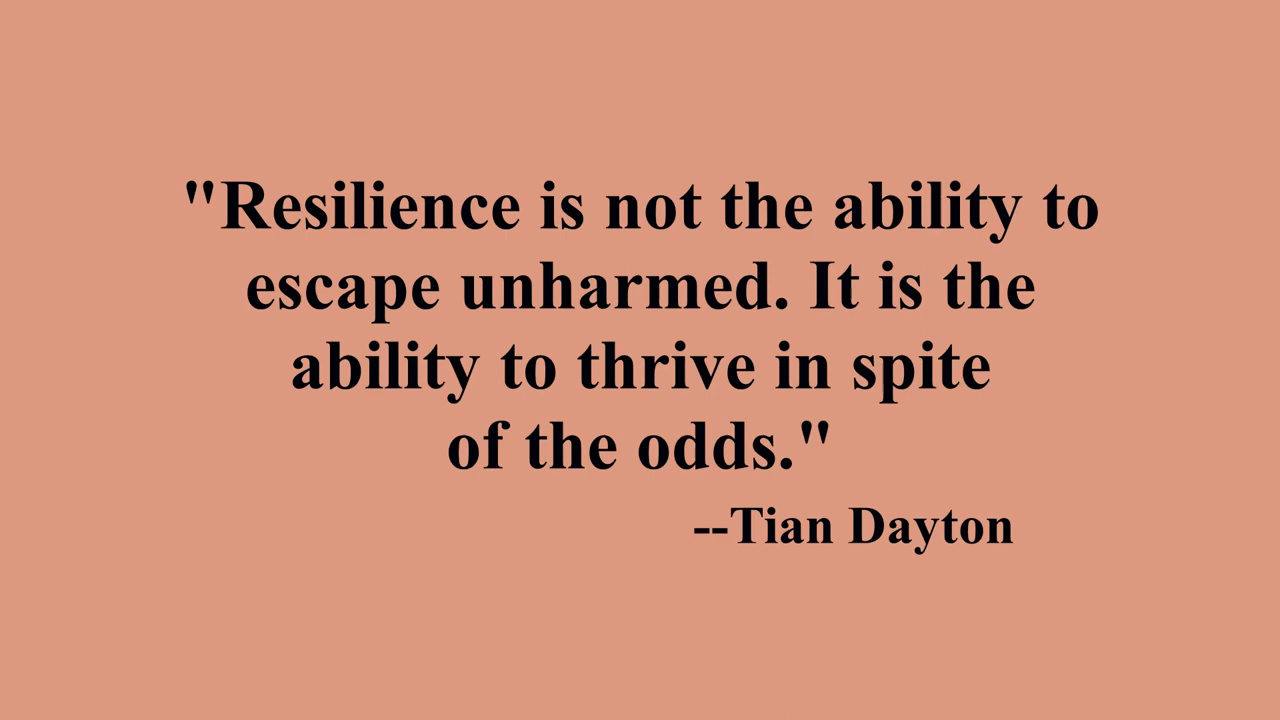 "Resilience is not the ability to
escape unharmed. It is the
ability to thrive in spite
of the odds."
--Tian Dayton